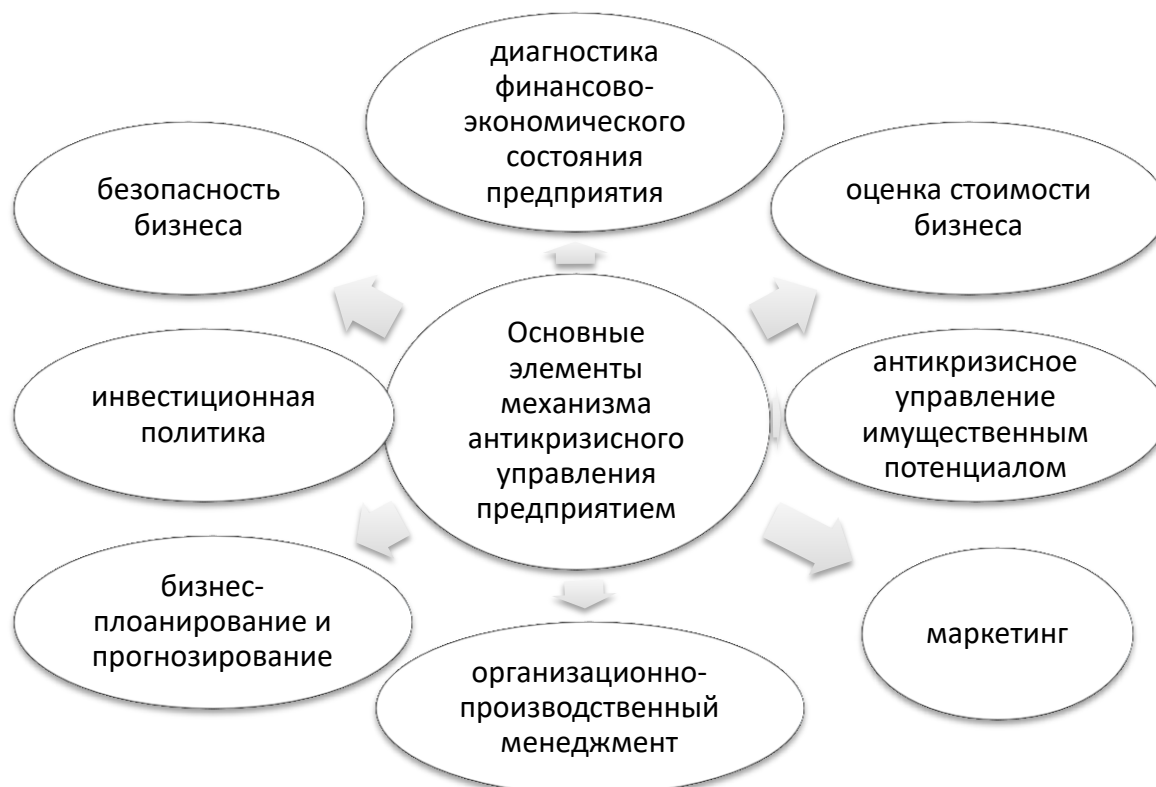 диагностика
финансово-
экономического
состояния
предприятия
безопасность
бизнеса
оценка стоимости
бизнеса
Основные
элементы
механизма
антикризисного
управления
предприятием
инвестиционная
политика
антикризисное
управление
имущественным
потенциалом
бизнес-
плоанирование и
прогнозирование
организационно-
производственный
менеджмент
маркетинг